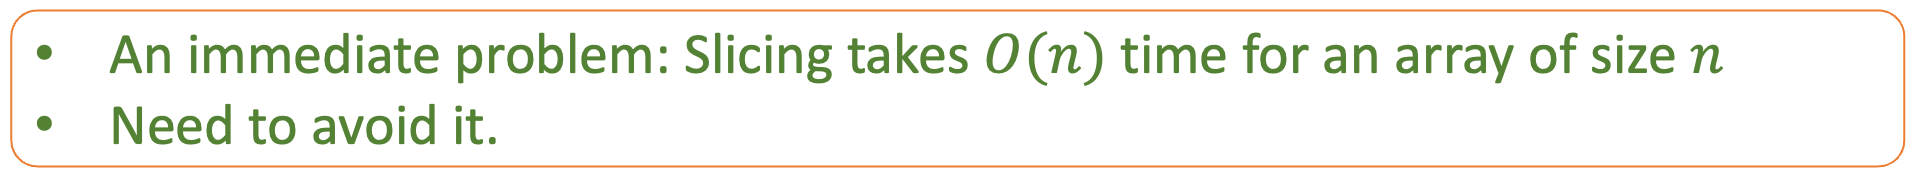 • An immediate problem: Slicing takes O(n) time for an array of size n
• Need to avoid it.